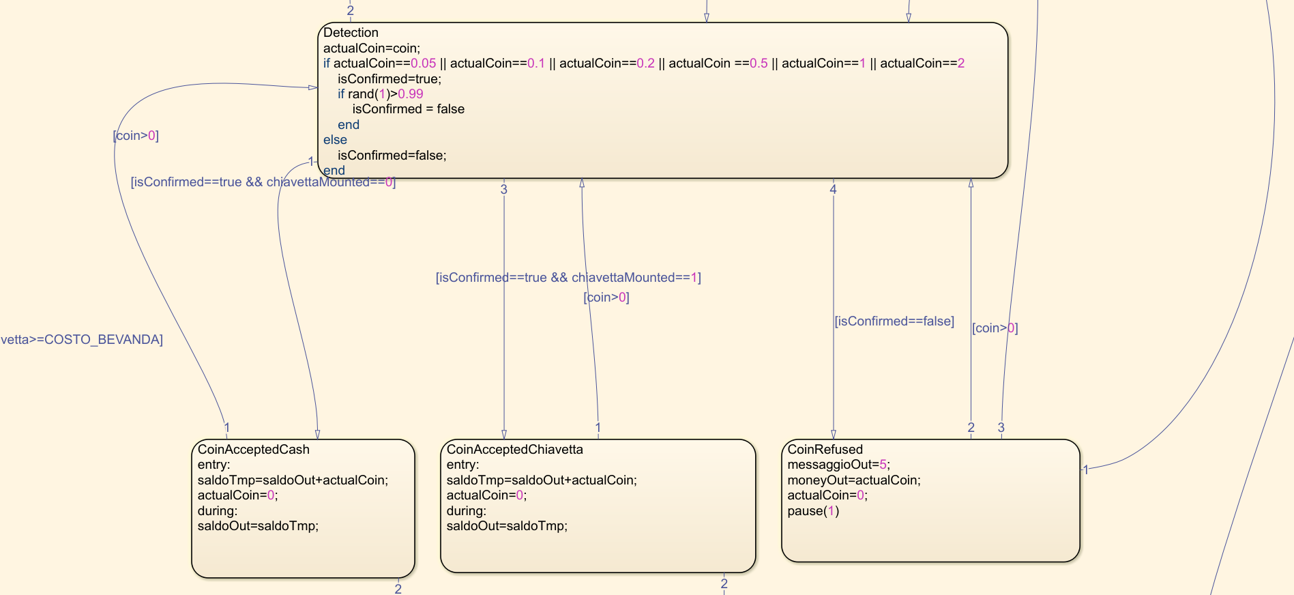 2
Detection
actualCoin=coin;
if actualCoin==0.05 || actualCoin==0.1 || actualCoin==0.2 || actualCoin ==0.5 || actualCoin==1 || actualCoin==2
isConfirmed=true;
if rand(1)>0.99
isConfirmed = false
end
else
isConfirmed=false;
end
[coin>0]
1
[isConfirmed==true && chiavettaMounted==0]
3
4
[isConfirmed==true && chiavettaMounted==1]
[coin>0]
[isConfirmed==false]
[coin>0]
vetta>=COSTO_BEVANDA]
1
1
2
3
CoinAcceptedCash
entry:
saldoTmp=saldoOut+actualCoin;
actualCoin=0;
during:
saldoOut=saldoTmp;
2
CoinAcceptedChiavetta
entry:
saldoTmp=saldoOut+actualCoin;
actualCoin=0;
during:
saldoOut=saldoTmp;
2
CoinRefused
messaggioOut=5;
moneyOut=actualCoin;
actualCoin=0;
pause(1)
1